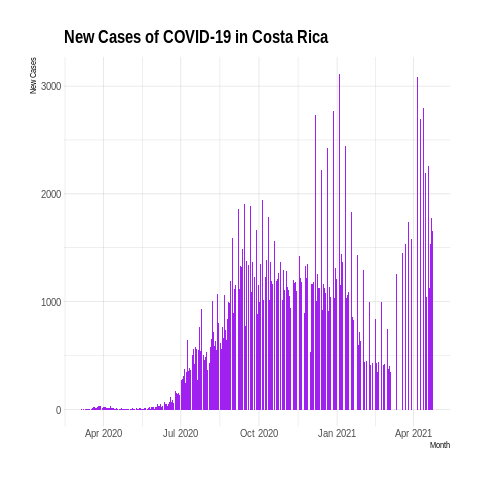 New Cases of COVID-19 in Costa Rica
New Cases
3000
2000
1000
0
Apr 2020 Jul 2020 Oct 2020 Jan 2021 Apr 2021
Month